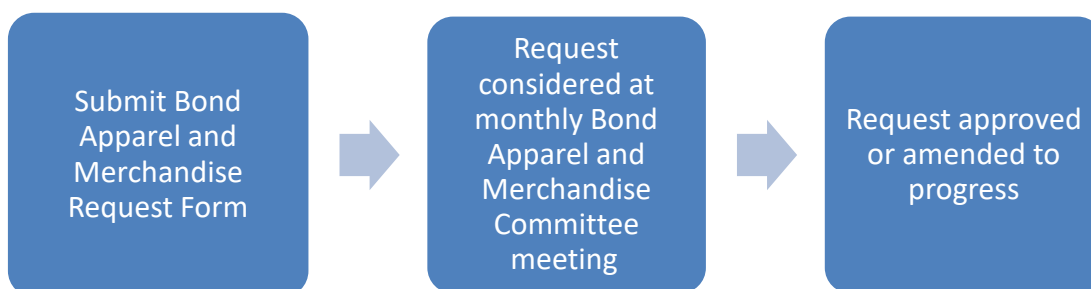 Submit Bond
Apparel and
Merchandise
Request Form
Request
considered at
monthly Bond
Apparel and
Merchandise
Committee
meeting
Request approved
or amended to
progress